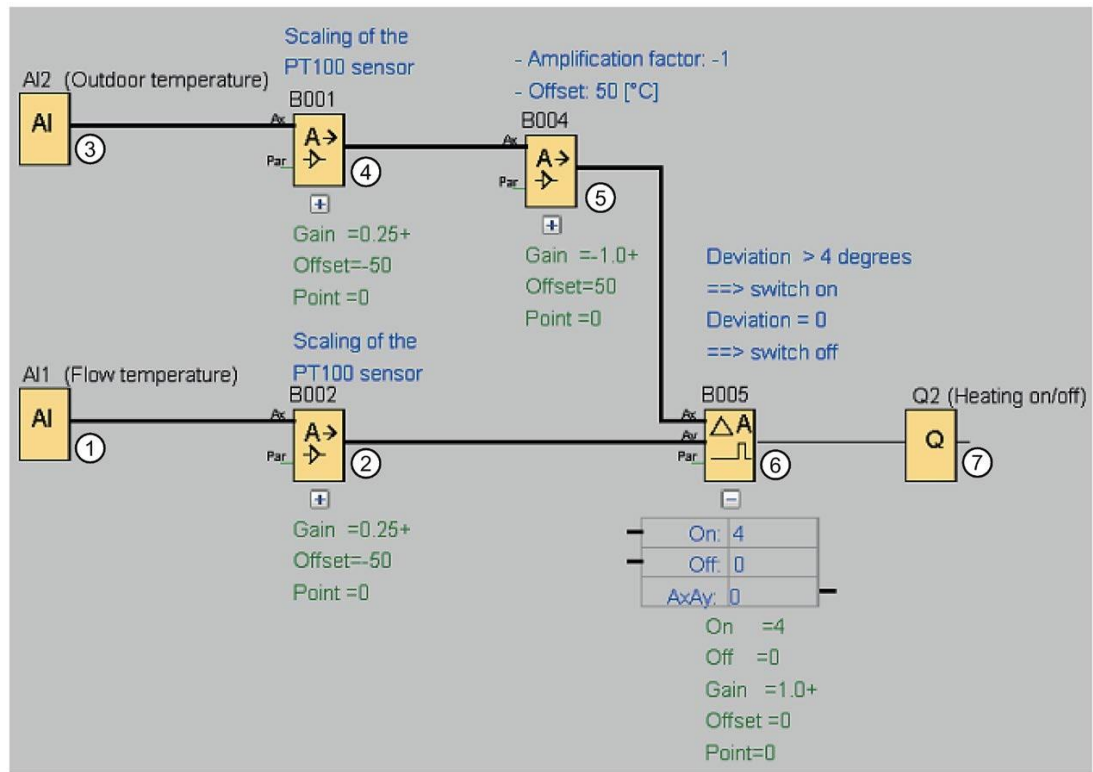 Scaling of the
PT100 sensor
- Amplification factor: -1
- Offset: 50 [°C]
AI2 (Outdoor temperature)
B001
B004
AI
Ax
A→
Par
3
4
Ax
A→
Par
5
Gain =0.25+
Offset=-50
Point =0
Gain =-1.0+
Offset=50
Point =0
Deviation > 4 degrees
==> switch on
Deviation = 0
==> switch off
Scaling of the
PT100 sensor
AI1 (Flow temperature)
B002
B005
Q2 (Heating on/off)
AI
Ax
A→
Par
1
2
Ax
Ay
Par
△A
6
Q
7
Gain =0.25+
Offset=-50
Point =0
On: 4
Off: 0
AxAy: 0
On =4
Off =0
Gain =1.0+
Offset =0
Point=0